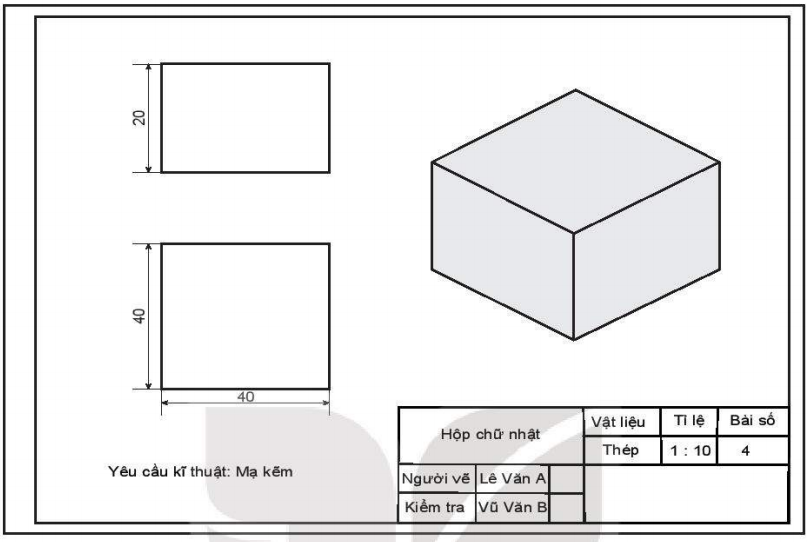 20
40
40
Yêu cầu kĩ thuật: Mạ kẽm
Hộp chữ nhật
Vật liệu Tỉ lệ Bài số
Thép 1 : 10 4
Người vẽ Lê Văn A
Kiểm tra Vũ Văn B